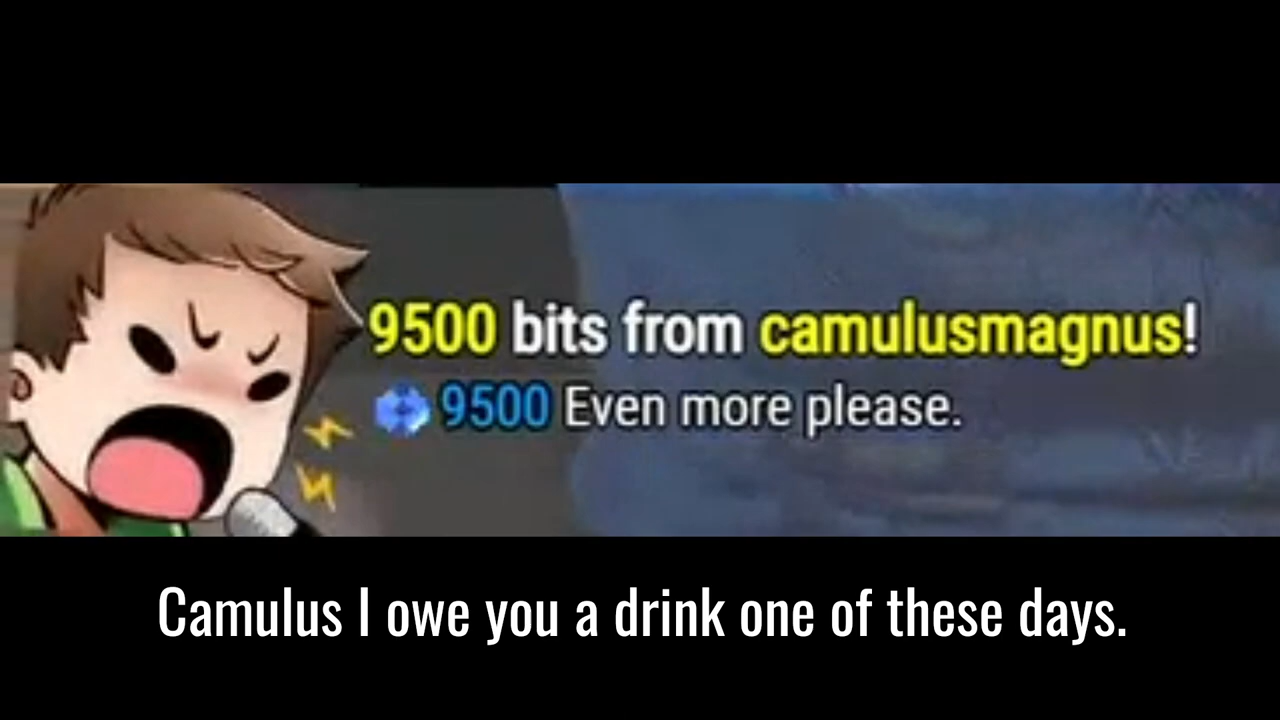 9500 bits from camulusmagnus!
9500 Even more please.
Camulus I owe you a drink one of these days.